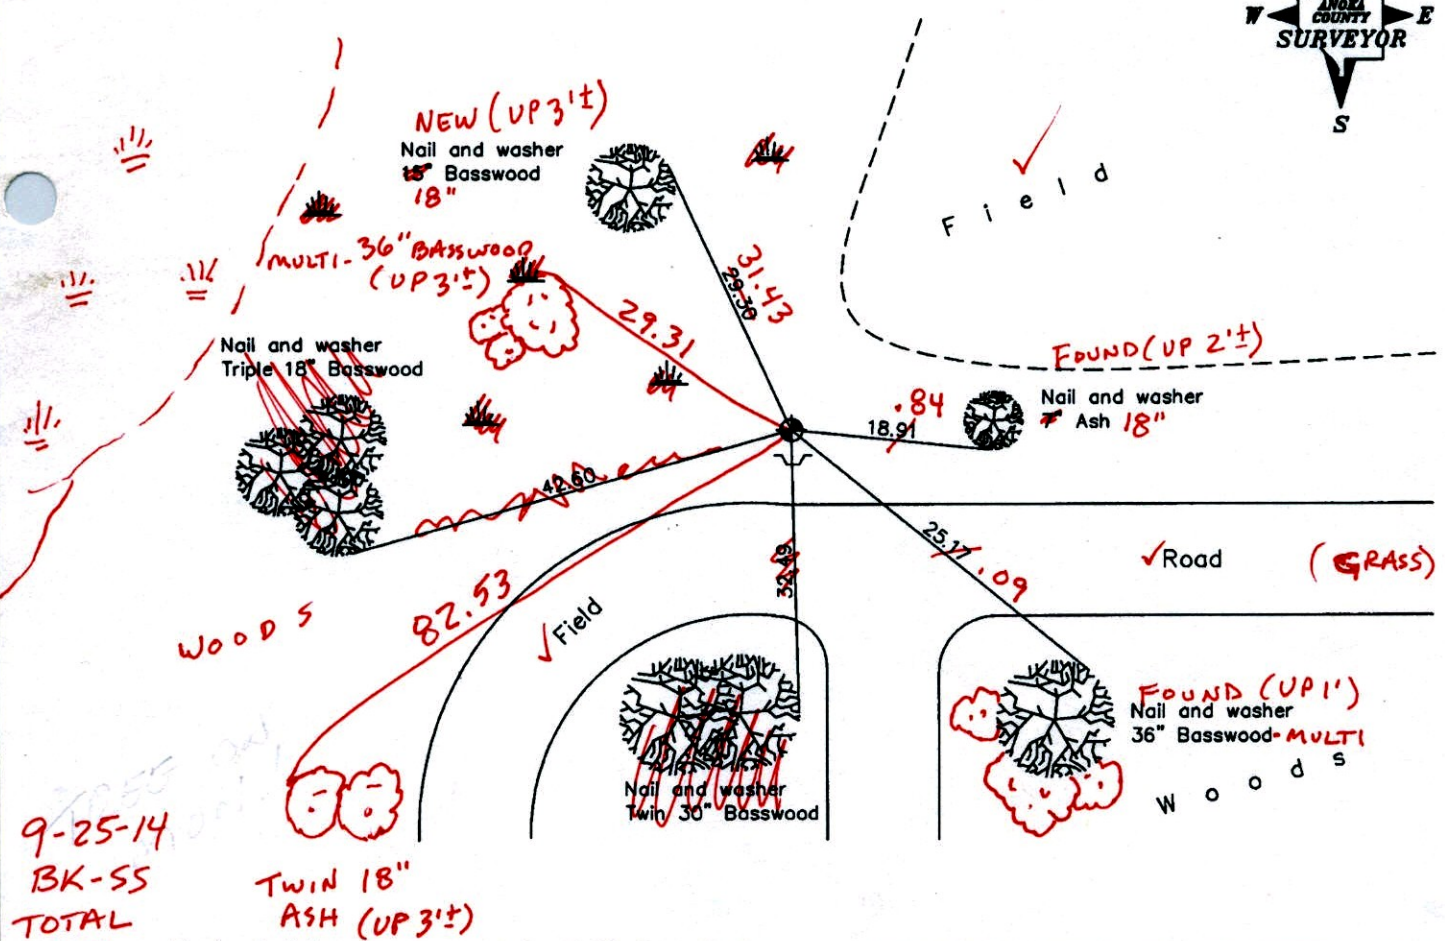 W ANOKA COUNTY E
SURVEYOR
S
NEW (UP 3'±)
Nail and washer
15" Basswood
18"
MULTI-36" BASSWOOD
(UP 3'±)
29.31
31.43
29.30
Field
Nail and washer
Triple 18" Basswood
FOUND (UP 2'±)
Nail and washer
7" Ash 18"
.84
18.91
42.60
82.53
32.49
25.17 .09
Road (GRASS)
Field
WOODS
Nail and washer
Twin 30" Basswood
FOUND (UP 1')
Nail and washer
36" Basswood-MULTI
Woods
9-25-14
BK-SS
TOTAL
TWIN 18"
ASH (UP 3'±)